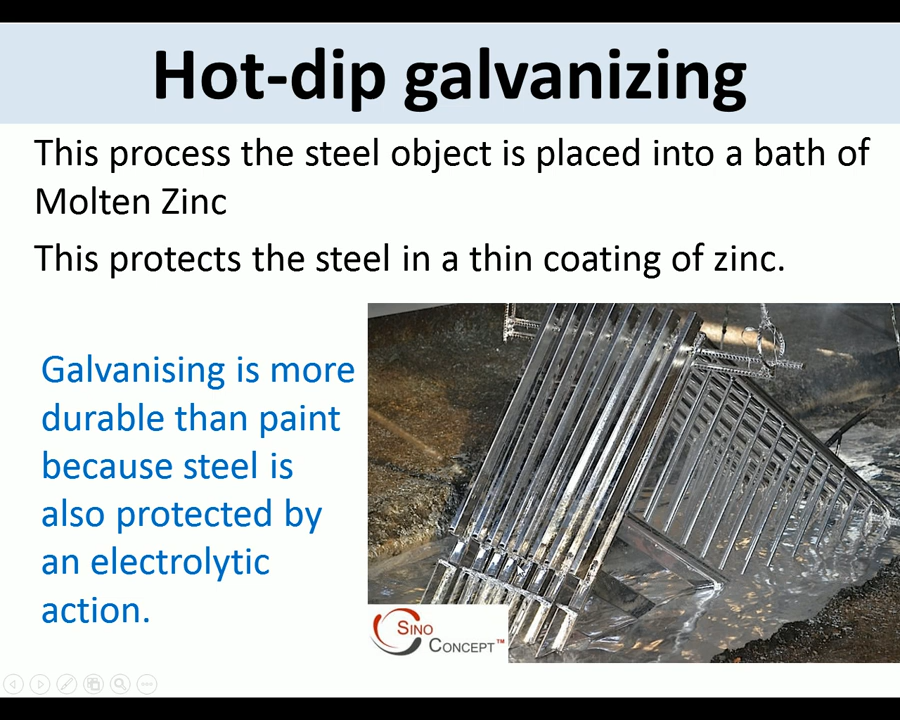 Hot-dip galvanizing
This process the steel object is placed into a bath of
Molten Zinc
This protects the steel in a thin coating of zinc.
Galvanising is more
durable than paint
because steel is
also protected by
an electrolytic
action.
SINO
CONCEPT™